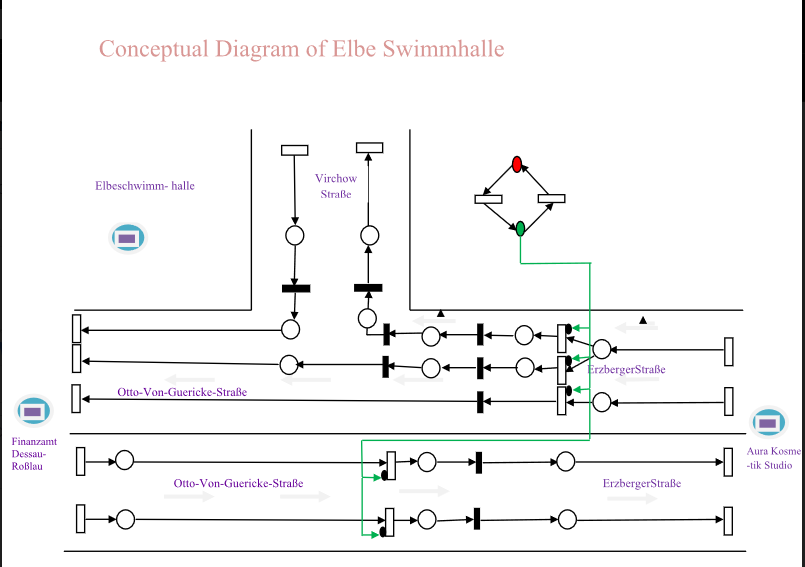 Conceptual Diagram of Elbe Swimmhalle
Elbeschwimm- halle
Virchow
Straße
ErzbergerStraße
Otto-Von-Guericke-Straße
Finanzamt
Dessau-
Roßlau
Aura Kosme
-tik Studio
Otto-Von-Guericke-Straße
ErzbergerStraße